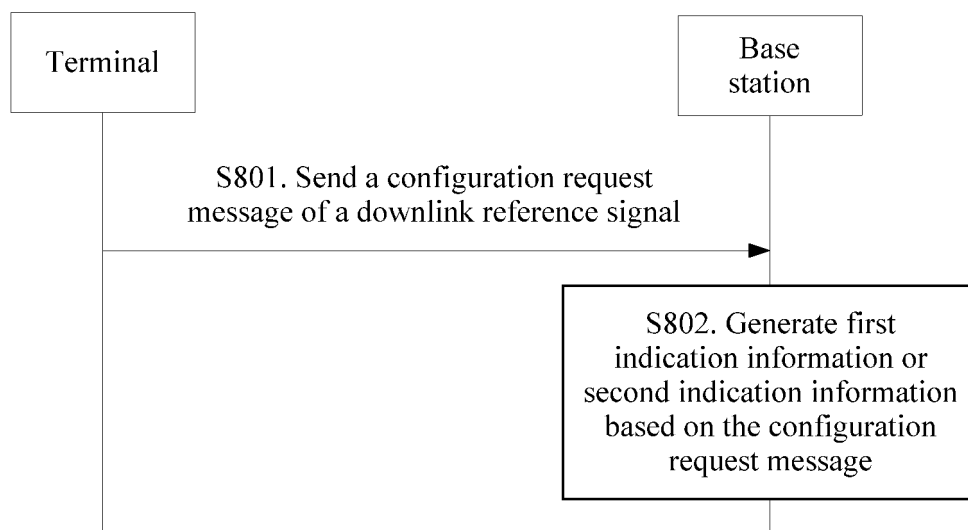 Terminal
Base
station
S801. Send a configuration request
message of a downlink reference signal
S802. Generate first
indication information or
second indication information
based on the configuration
request message